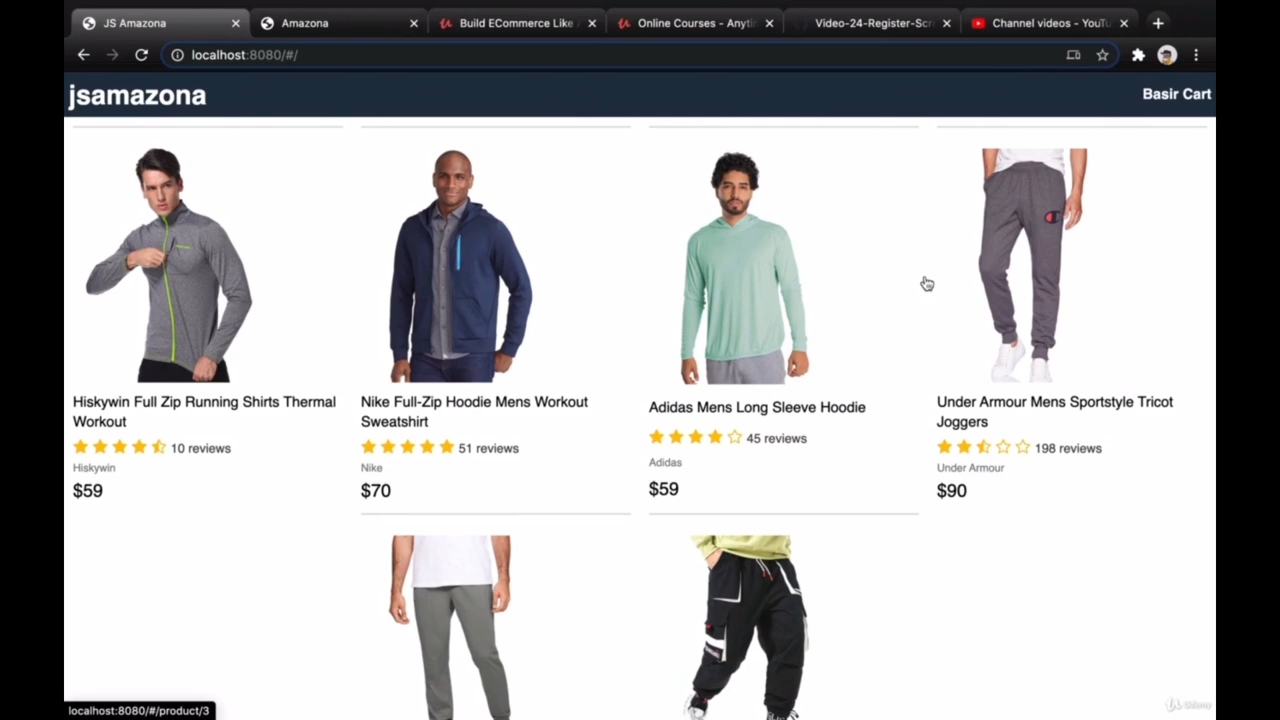 JS Amazona
Amazona
Build ECommerce Like
Online Courses - Anyti
Video-24-Register-Scr
Channel videos - YouTu
localhost:8080/#/
jsamazona
Basir Cart
Hiskywin Full Zip Running Shirts Thermal
Workout
10 reviews
Hiskywin
$59
Nike Full-Zip Hoodie Mens Workout
Sweatshirt
51 reviews
Nike
$70
Adidas Mens Long Sleeve Hoodie
45 reviews
Adidas
$59
Under Armour Mens Sportstyle Tricot
Joggers
198 reviews
Under Armour
$90
localhost:8080/#/product/3
Udemy